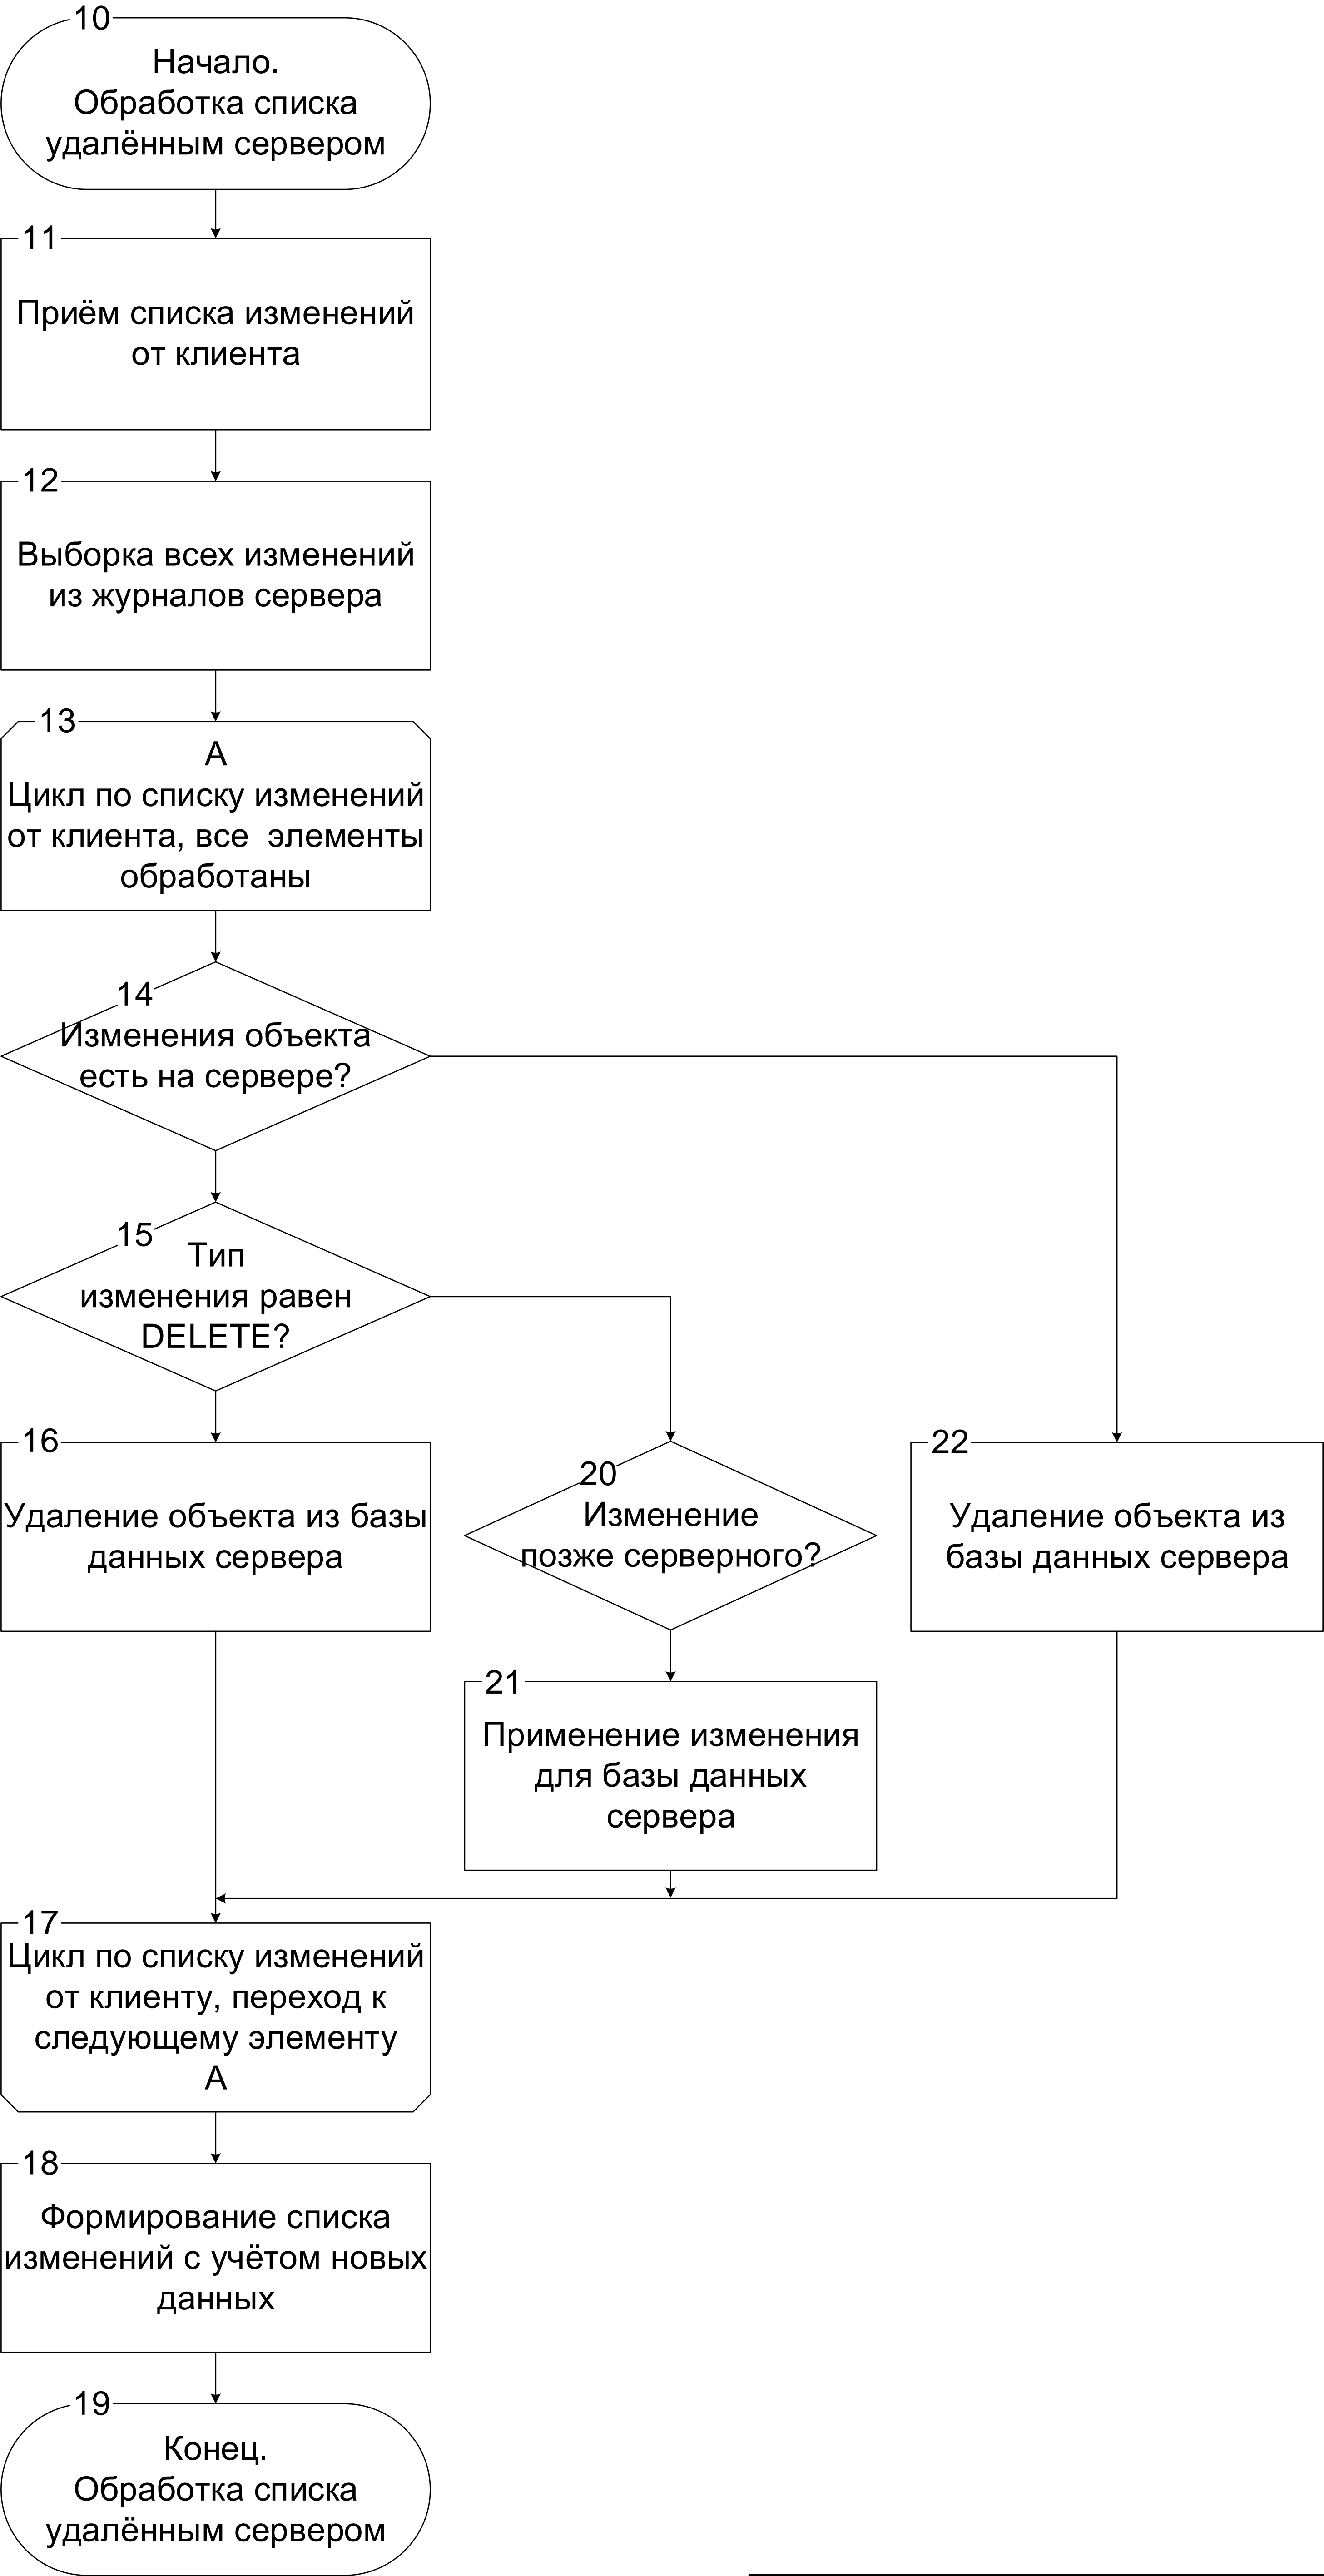 10
Начало.
Обработка списка
удалённым сервером
11
Приём списка изменений
от клиента
12
Выборка всех изменений
из журналов сервера
13
А
Цикл по списку изменений
от клиента, все элементы
обработаны
14
Изменения объекта
есть на сервере?
15
Тип
изменения равен
DELETE?
16
Удаление объекта из базы
данных сервера
20
Изменение
позже серверного?
22
Удаление объекта из
базы данных сервера
21
Применение изменения
для базы данных
сервера
17
Цикл по списку изменений
от клиенту, переход к
следующему элементу
А
18
Формирование списка
изменений с учётом новых
данных
19
Конец.
Обработка списка
удалённым сервером